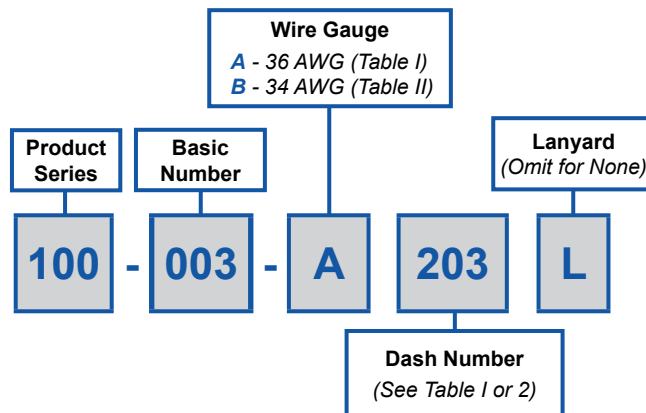 Wire Gauge
A - 36 AWG (Table I)
B - 34 AWG (Table II)
Product
Series
Basic
Number
Lanyard
(Omit for None)
100 - 003 - A 203 L
Dash Number
(See Table I or 2)